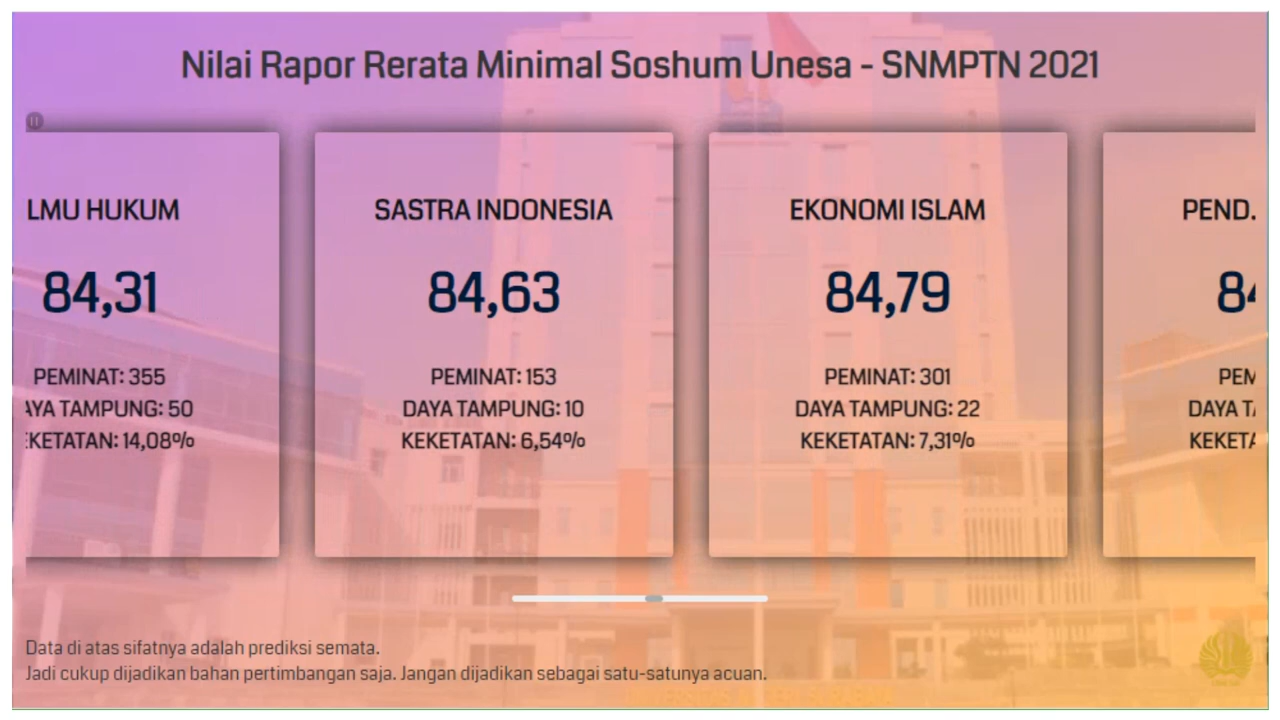 Nilai Rapor Rerata Minimal Soshum Unesa - SNMPTN 2021
LMU HUKUM
84,31
PEMINAT: 355
AYA TAMPUNG: 50
KEKETATAN: 14,08%
SASTRA INDONESIA
84,63
PEMINAT: 153
DAYA TAMPUNG: 10
KEKETATAN: 6,54%
EKONOMI ISLAM
84,79
PEMINAT: 301
DAYA TAMPUNG: 22
KEKETATAN: 7,31%
PEND.
84
PEM
DAYA TA
KEKETA
Data di atas sifatnya adalah prediksi semata.
Jadi cukup dijadikan bahan pertimbangan saja. Jangan dijadikan sebagai satu-satunya acuan.